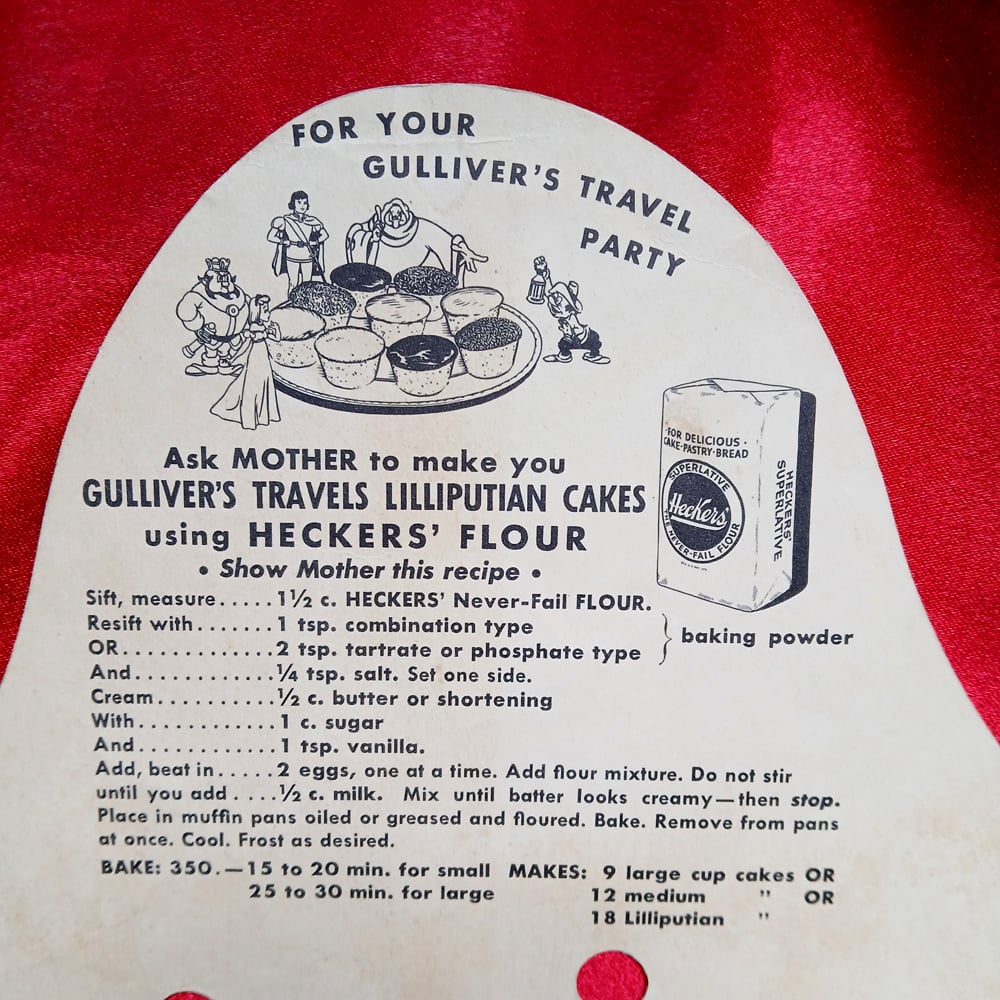 FOR YOUR
GULLIVER'S TRAVEL
PARTY
·FOR DELICIOUS·
CAKE·PASTRY·BREAD
SUPERLATIVE
Heckers'
THE NEVER-FAIL FLOUR
HECKERS'
SUPERLATIVE
Ask MOTHER to make you
GULLIVER'S TRAVELS LILLIPUTIAN CAKES
using HECKERS' FLOUR
• Show Mother this recipe •
Sift, measure.....1½ c. HECKERS' Never-Fail FLOUR.
Resift with.......1 tsp. combination type
OR............2 tsp. tartrate or phosphate type } baking powder
And............¼ tsp. salt. Set one side.
Cream..........½ c. butter or shortening
With............1 c. sugar
And............1 tsp. vanilla.
Add, beat in.....2 eggs, one at a time. Add flour mixture. Do not stir
until you add ....½ c. milk. Mix until batter looks creamy—then stop.
Place in muffin pans oiled or greased and floured. Bake. Remove from pans
at once. Cool. Frost as desired.
BAKE: 350.—15 to 20 min. for small MAKES: 9 large cup cakes OR
25 to 30 min. for large 12 medium " OR
18 Lilliputian "